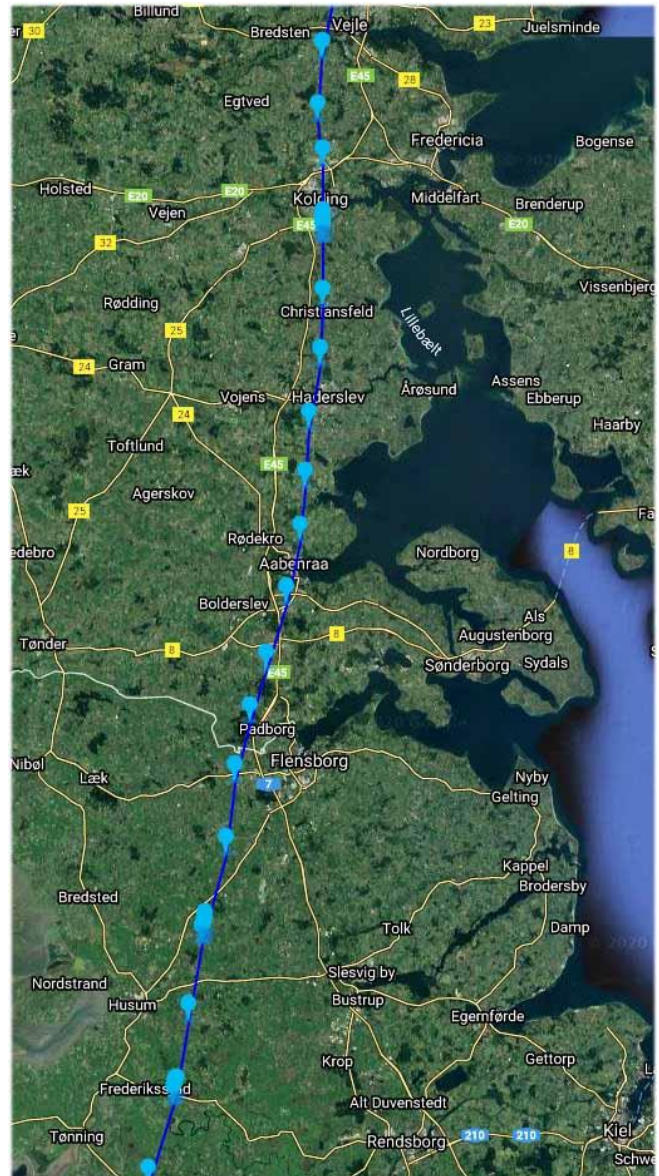 Billund
Vejle
23
Juelsminde
30
Bredsten
E45
28
Egtved
Fredericia
Bogense
Holsted
E20
E20
Vejen
Kolding
Middelfart
Brenderup
E20
E45
32
Vissenbjerg
Rødding
Christiansfeld
Lillebælt
25
24
Gram
Vojens
Haderslev
Årøsund
Assens
Ebberup
24
Haarby
Toftlund
E45
Agerskov
25
Rødekro
Nordborg
8
Aabenraa
Bolderslev
Als
Augustenborg
Tønder
8
8
Sønderborg
Sydals
E45
Padborg
Nibøl
Læk
Flensborg
7
Nyby
Gelting
Kappel
Brodersby
Bredsted
Tolk
Damp
Slesvig by
Nordstrand
Husum
Bustrup
Egernførde
Krop
Gettorp
Alt Duvenstedt
Tønning
Rendsborg
210
210
Kiel